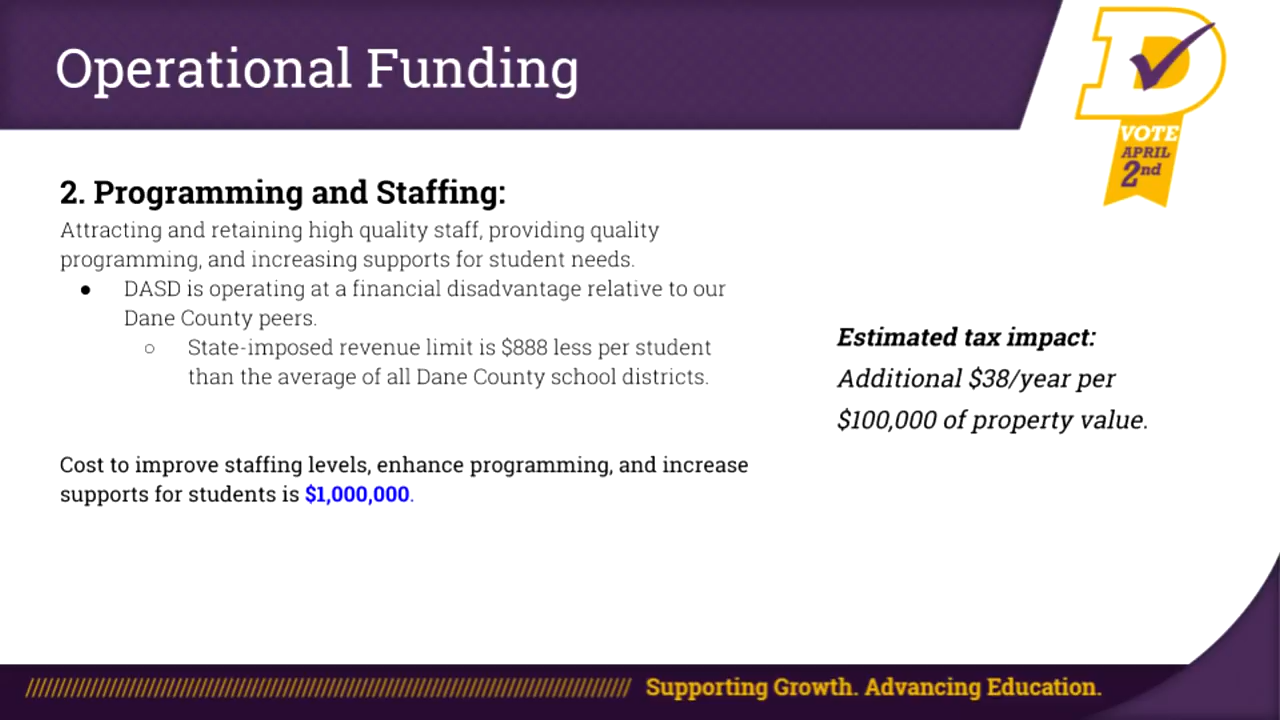 Operational Funding
D
VOTE
APRIL
2nd
2. Programming and Staffing:
Attracting and retaining high quality staff, providing quality
programming, and increasing supports for student needs.
● DASD is operating at a financial disadvantage relative to our
Dane County peers.
○ State-imposed revenue limit is $888 less per student
than the average of all Dane County school districts.
Cost to improve staffing levels, enhance programming, and increase
supports for students is $1,000,000.
Estimated tax impact:
Additional $38/year per
$100,000 of property value.
Supporting Growth. Advancing Education.